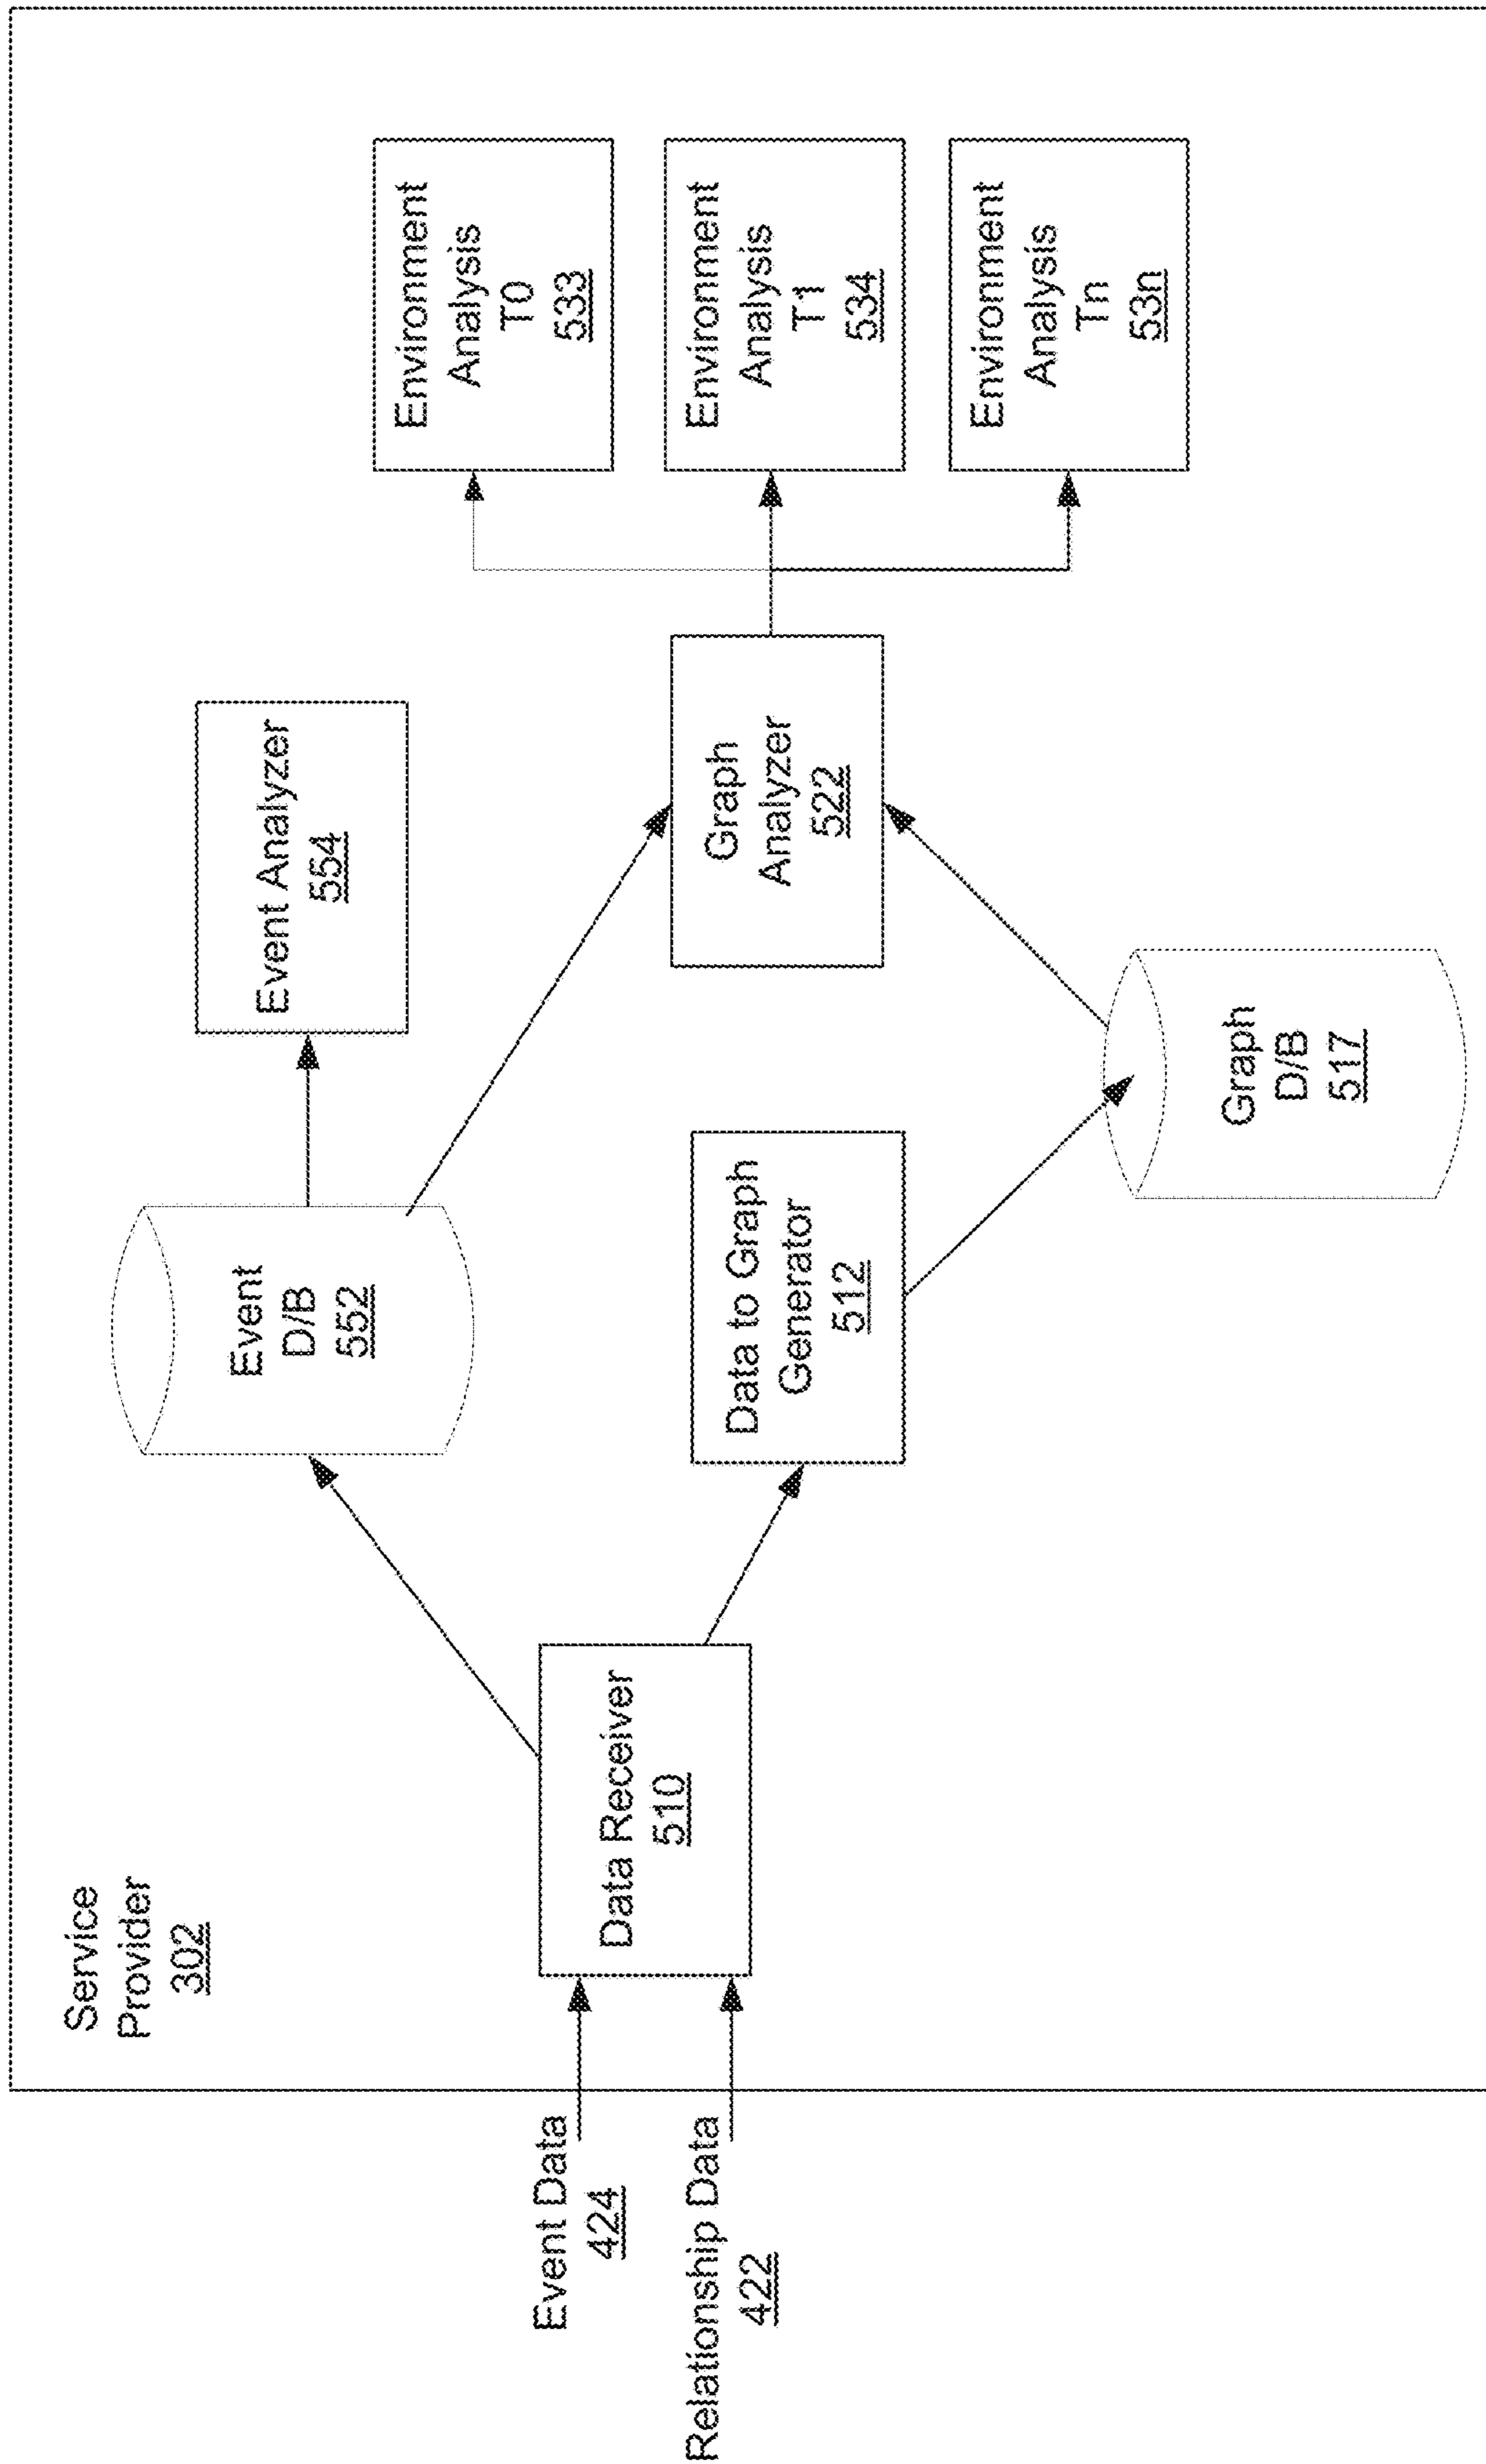 Service
Provider
302
Event Data
424
Relationship Data
422
Data Receiver
510
Event
D/B
552
Event Analyzer
554
Data to Graph
Generator
512
Graph
D/B
517
Graph
Analyzer
522
Environment
Analysis
T0
533
Environment
Analysis
T1
534
Environment
Analysis
Tn
53n